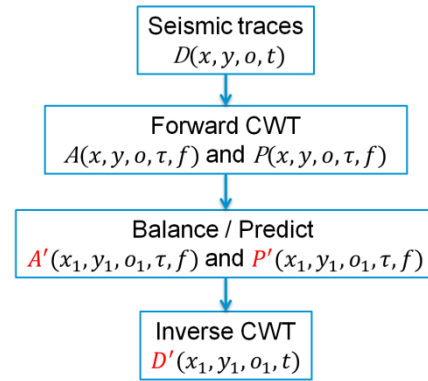 Seismic traces
D(x, y, o, t)
Forward CWT
A(x, y, o, τ, f) and P(x, y, o, τ, f)
Balance / Predict
A′(x₁, y₁, o₁, τ, f) and P′(x₁, y₁, o₁, τ, f)
Inverse CWT
D′(x₁, y₁, o₁, t)